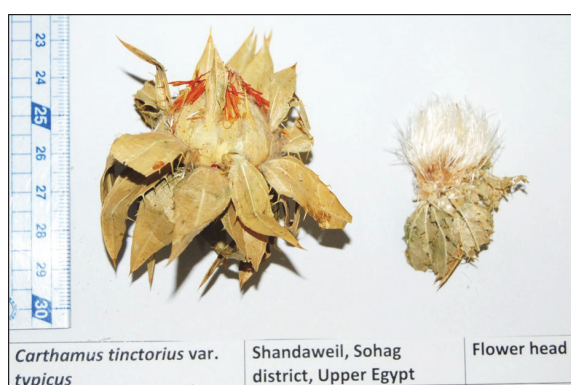 23
24
25
26
27
28
29
30
Carthamus tinctorius var.
typicus
Shandaweil, Sohag
district, Upper Egypt
Flower head